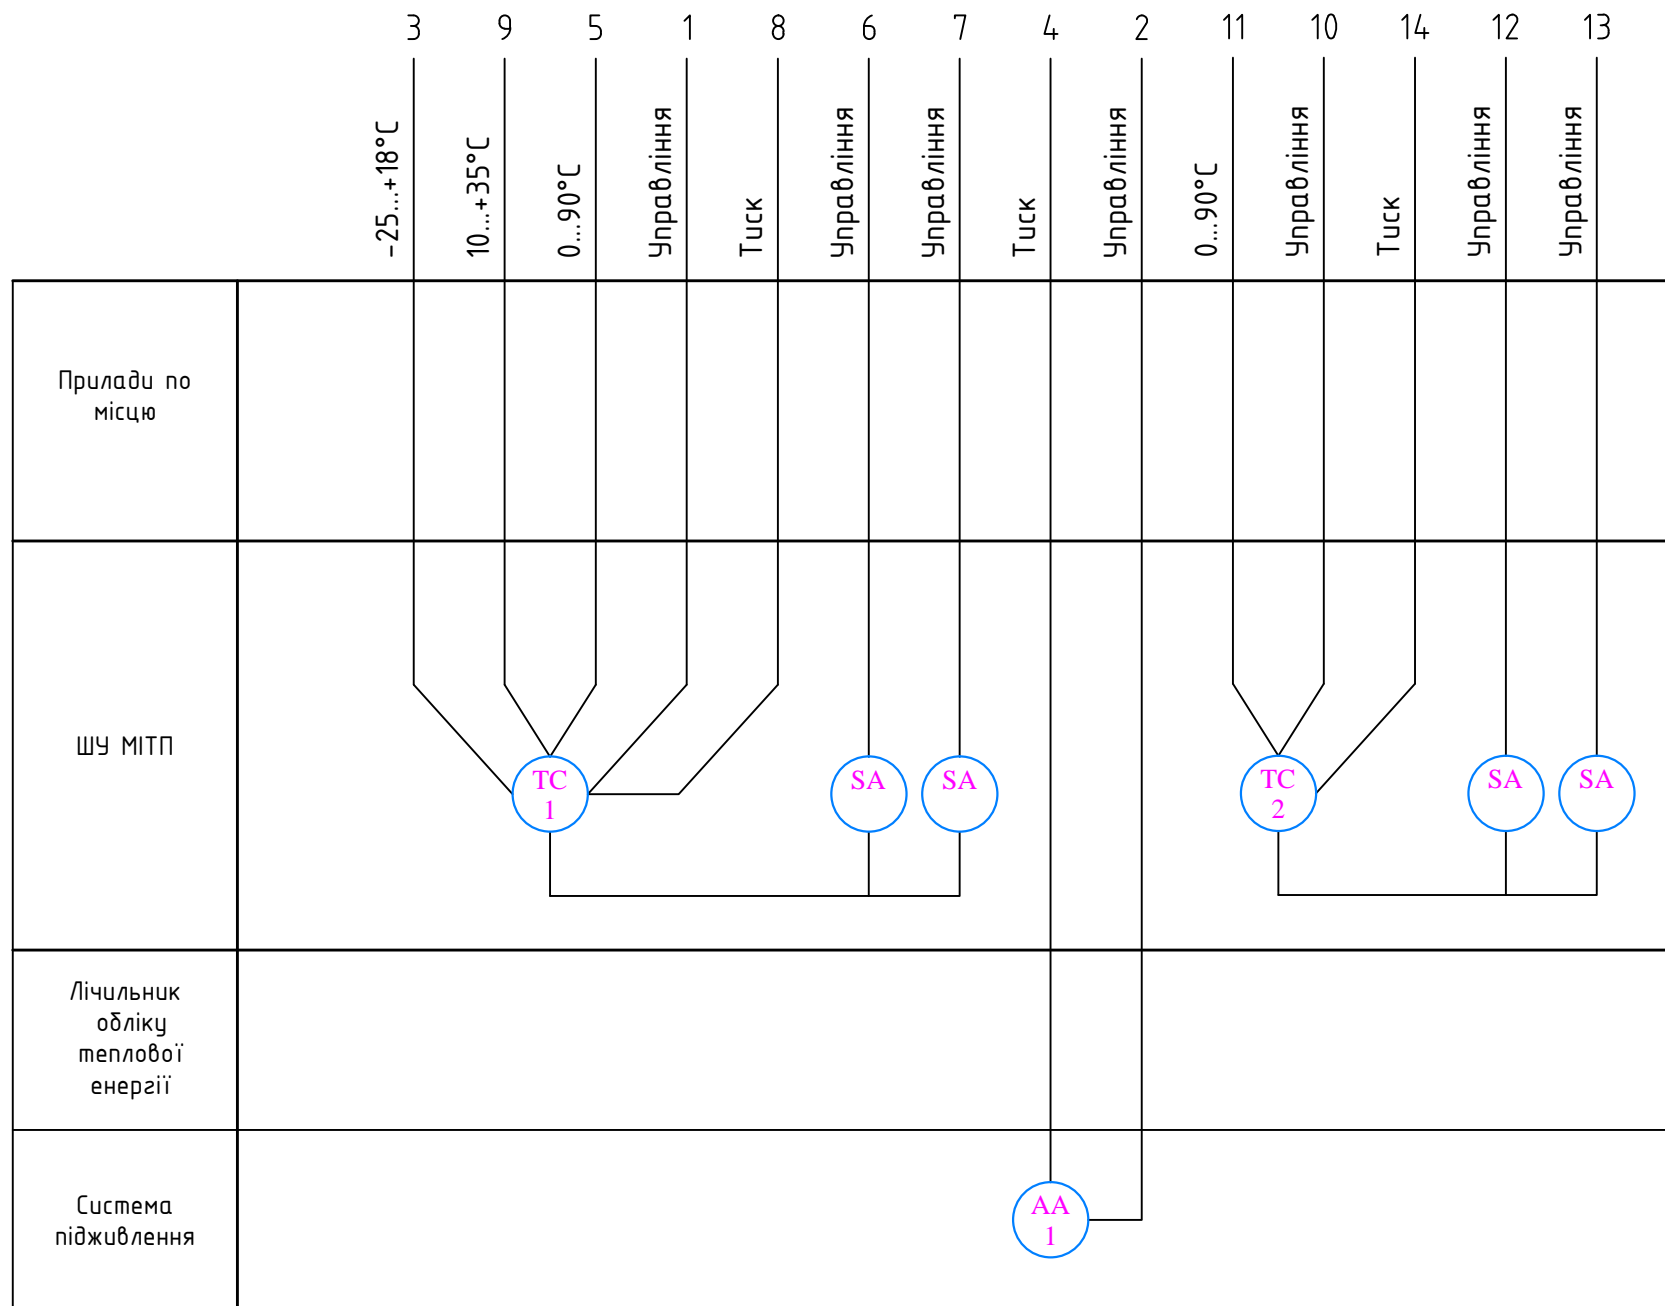 3 9 5 1 8 6 7 4 2 11 10 14 12 13
-25...+18°C
10...+35°C
0...90°C
Управління
Тиск
Управління
Управління
Тиск
Управління
0...90°C
Управління
Тиск
Управління
Управління
Прилади по
місцю
ШУ МІТП
TC
1
SA
SA
TC
2
SA
SA
Лічильник
обліку
теплової
енергії
Система
підживлення
AA
1